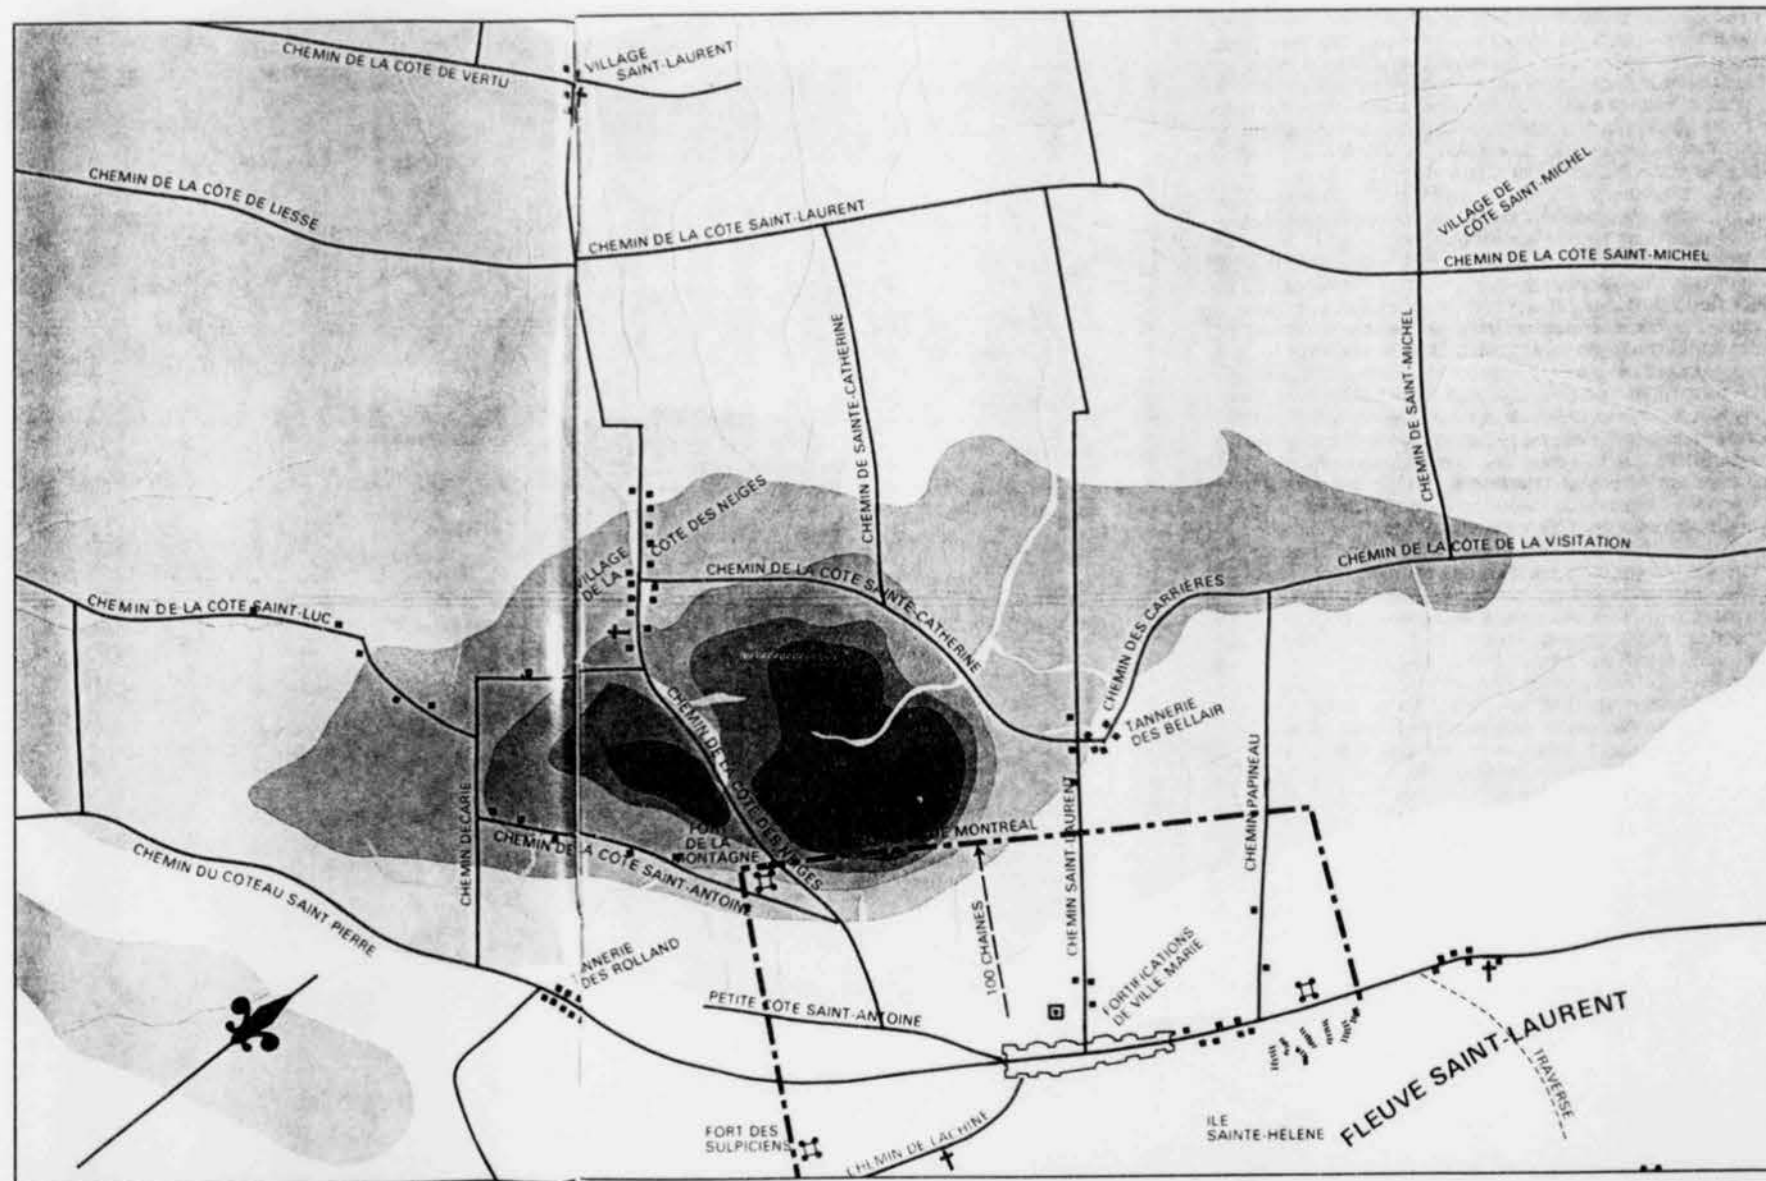 CHEMIN DE LA COTE DE VERTU
VILLAGE
SAINT-LAURENT
CHEMIN DE LA CÔTE DE LIESSE
CHEMIN DE LA CÔTE SAINT-LAURENT
VILLAGE DE
CÔTE SAINT-MICHEL
CHEMIN DE LA CÔTE SAINT-MICHEL
CHEMIN DE SAINTE-CATHERINE
CHEMIN DE SAINT-MICHEL
VILLAGE
DE LA
CÔTE DES NEIGES
CHEMIN DE LA CÔTE SAINTE-CATHERINE
CHEMIN DE LA CÔTE DE LA VISITATION
CHEMIN DE LA CÔTE SAINT-LUC
CHEMIN DES CARRIÈRES
TANNERIE
DES BELLAIR
CHEMIN DE LA CÔTE DES NEIGES
CHEMIN DECARIE
CHEMIN PAPINEAU
CHEMIN SAINT-LAURENT
FORT
DE LA
MONTAGNE
DE MONTRÉAL
CHEMIN DE LA CÔTE SAINT-ANTOINE
CHEMIN DU COTEAU SAINT PIERRE
100 CHAINES
DES ROLLAND
FORTIFICATIONS
DE VILLE MARIE
PETITE CÔTE SAINT-ANTOINE
FLEUVE SAINT-LAURENT
TRAVERSE
ILE
SAINTE-HÉLÈNE
FORT DES
SULPICIENS
CHEMIN DE LACHINE